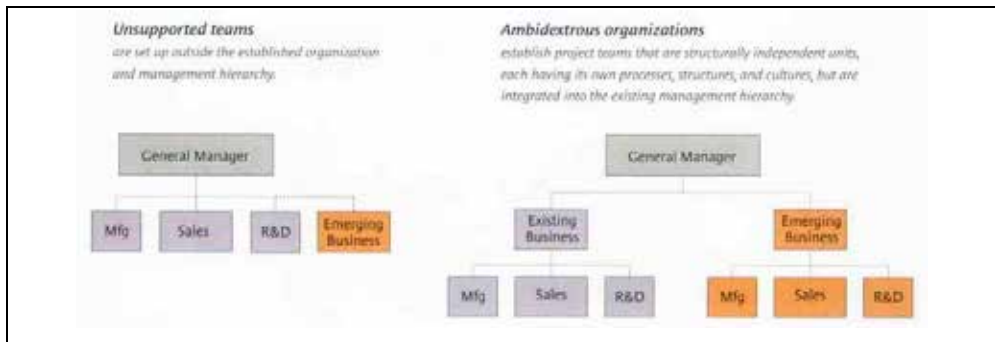 Unsupported teams
are set up outside the established organization
and management hierarchy.
General Manager
Mfg
Sales
R&D
Emerging
Business
Ambidextrous organizations
establish project teams that are structurally independent units,
each having its own processes, structures, and cultures, but are
integrated into the existing management hierarchy.
General Manager
Existing
Business
Emerging
Business
Mfg
Sales
R&D
Mfg
Sales
R&D